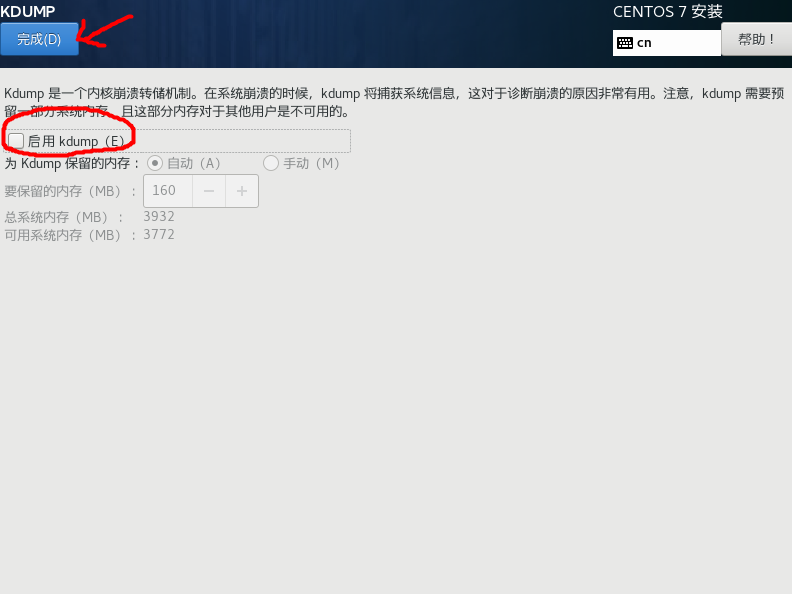 KDUMP
CENTOS 7 安装
完成(D)
cn
帮助！
Kdump 是一个内核崩溃转储机制。在系统崩溃的时候，kdump 将捕获系统信息，这对于诊断崩溃的原因非常有用。注意，kdump 需要预
留一部分系统内存，且这部分内存对于其他用户是不可用的。
启用 kdump（E）
为 Kdump 保留的内存： 自动（A） 手动（M）
要保留的内存（MB）： 160 − +
总系统内存（MB）： 3932
可用系统内存（MB）： 3772